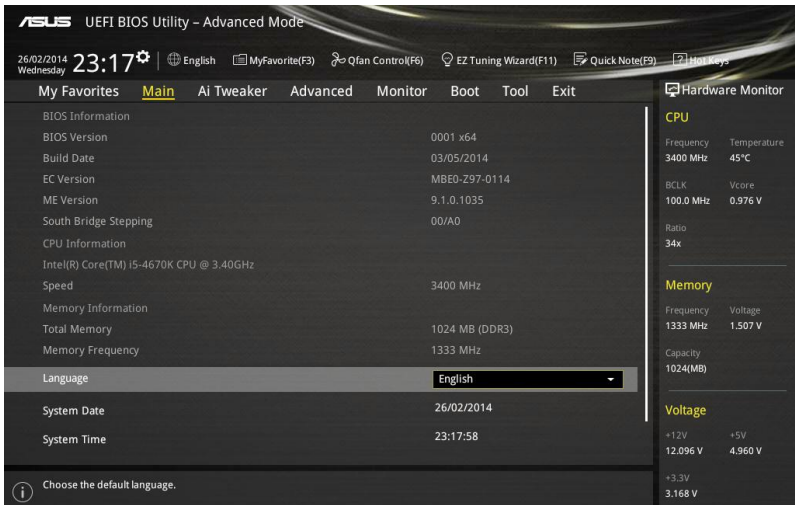 ASUS UEFI BIOS Utility – Advanced Mode
26/02/2014
Wednesday
23:17
English MyFavorite(F3) Qfan Control(F6) EZ Tuning Wizard(F11) Quick Note(F9) ? Hot Keys
My Favorites Main Ai Tweaker Advanced Monitor Boot Tool Exit
BIOS Information
BIOS Version 0001 x64
Build Date 03/05/2014
EC Version MBE0-Z97-0114
ME Version 9.1.0.1035
South Bridge Stepping 00/A0
CPU Information
Intel(R) Core(TM) i5-4670K CPU @ 3.40GHz
Speed 3400 MHz
Memory Information
Total Memory 1024 MB (DDR3)
Memory Frequency 1333 MHz
Language English
System Date 26/02/2014
System Time 23:17:58
i Choose the default language.
Hardware Monitor
CPU
Frequency Temperature
3400 MHz 45°C
BCLK Vcore
100.0 MHz 0.976 V
Ratio
34x
Memory
Frequency Voltage
1333 MHz 1.507 V
Capacity
1024(MB)
Voltage
+12V +5V
12.096 V 4.960 V
+3.3V
3.168 V